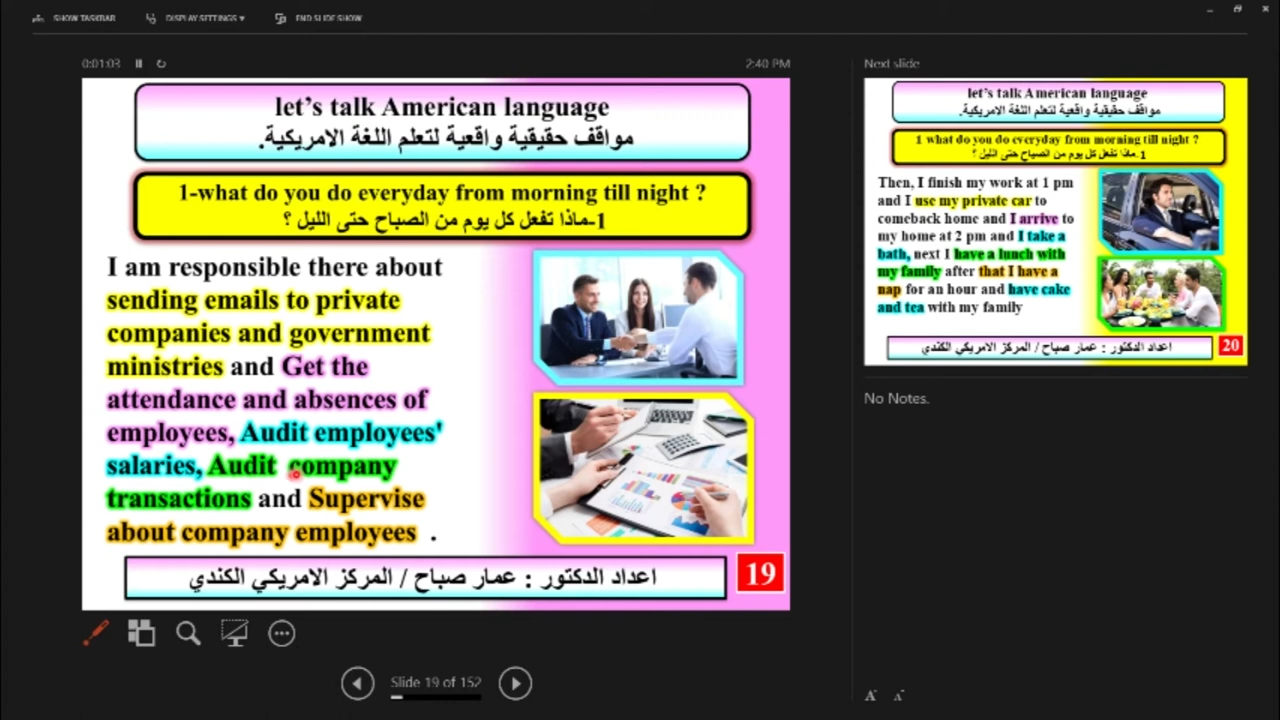 SHOW TASKBAR
DISPLAY SETTINGS ▼
END SLIDE SHOW
0:01:03
2:40 PM
let’s talk American language
مواقف حقيقية واقعية لتعلم اللغة الامريكية.
1-what do you do everyday from morning till night ?
1-ماذا تفعل كل يوم من الصباح حتى الليل ؟
I am responsible there about
sending emails to private
companies and government
ministries and Get the
attendance and absences of
employees, Audit employees'
salaries, Audit company
transactions and Supervise
about company employees .
اعداد الدكتور : عمار صباح / المركز الامريكي الكندي
19
Slide 19 of 152
Next slide
let’s talk American language
مواقف حقيقية واقعية لتعلم اللغة الامريكية.
1 what do you do everyday from morning till night ?
1.ماذا تفعل كل يوم من الصباح حتى الليل ؟
Then, I finish my work at 1 pm
and I use my private car to
comeback home and I arrive to
my home at 2 pm and I take a
bath, next I have a lunch with
my family after that I have a
nap for an hour and have cake
and tea with my family
اعداد الدكتور : عمار صباح / المركز الامريكي الكندي
20
No Notes.
A A